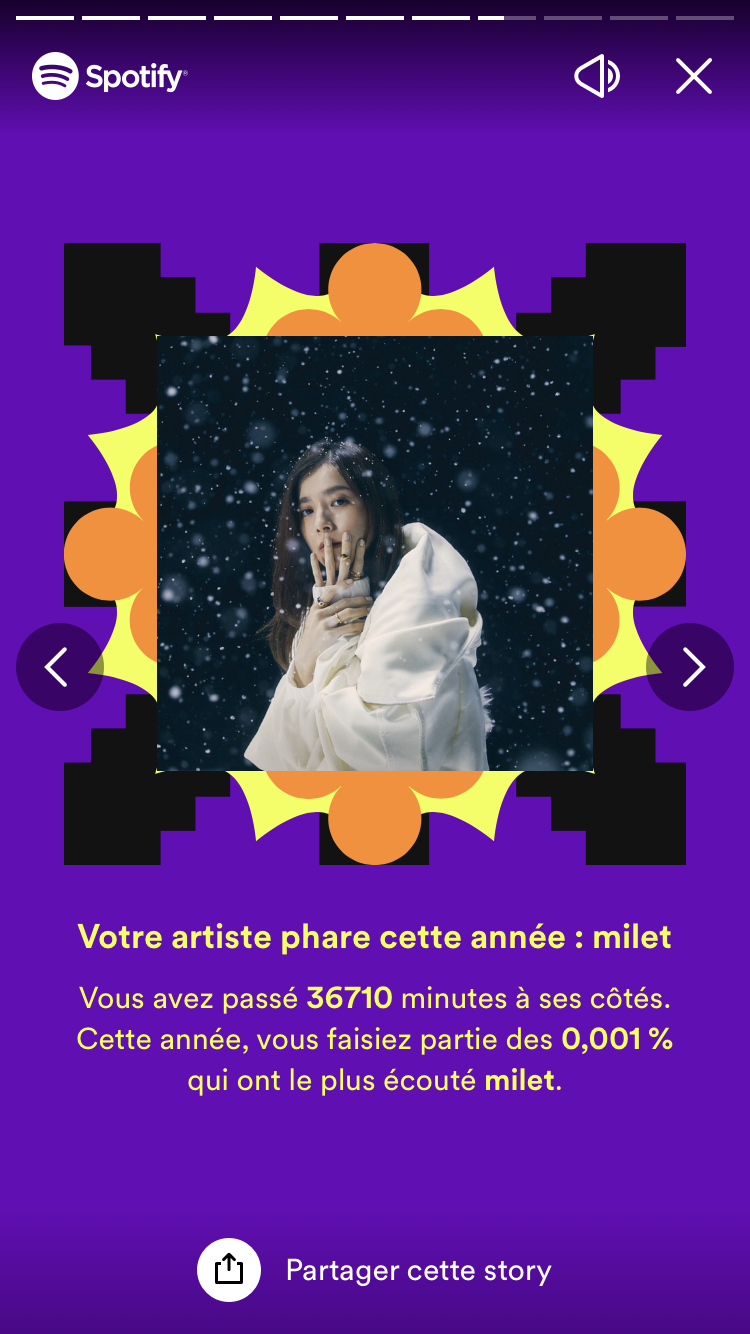 Spotify®
Votre artiste phare cette année : milet
Vous avez passé 36710 minutes à ses côtés.
Cette année, vous faisiez partie des 0,001 %
qui ont le plus écouté milet.
Partager cette story